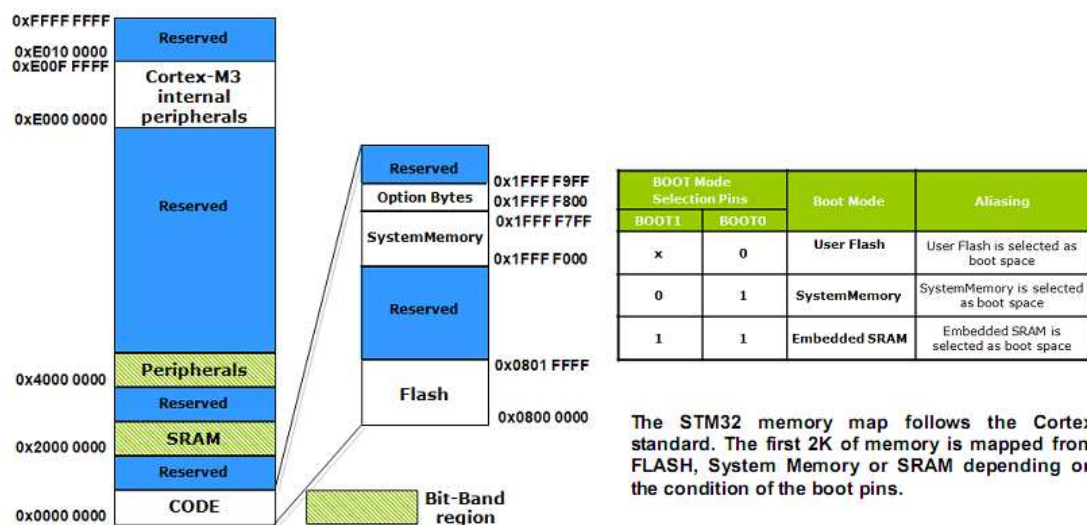 0xFFFF FFFF
Reserved
0xE010 0000
0xE00F FFFF
Cortex-M3
internal
peripherals
0xE000 0000
Reserved
Peripherals
0x4000 0000
Reserved
SRAM
0x2000 0000
Reserved
CODE
0x0000 0000
Reserved
0x1FFF F9FF
Option Bytes
0x1FFF F800
0x1FFF F7FF
SystemMemory
0x1FFF F000
Reserved
0x0801 FFFF
Flash
0x0800 0000
Bit-Band
region
BOOT Mode
Selection Pins
Boot Mode
Aliasing
BOOT1 BOOT0
x 0 User Flash User Flash is selected as
boot space
0 1 SystemMemory SystemMemory is selected
as boot space
1 1 Embedded SRAM Embedded SRAM is
selected as boot space
The STM32 memory map follows the Cortex
standard. The first 2K of memory is mapped from
FLASH, System Memory or SRAM depending on
the condition of the boot pins.